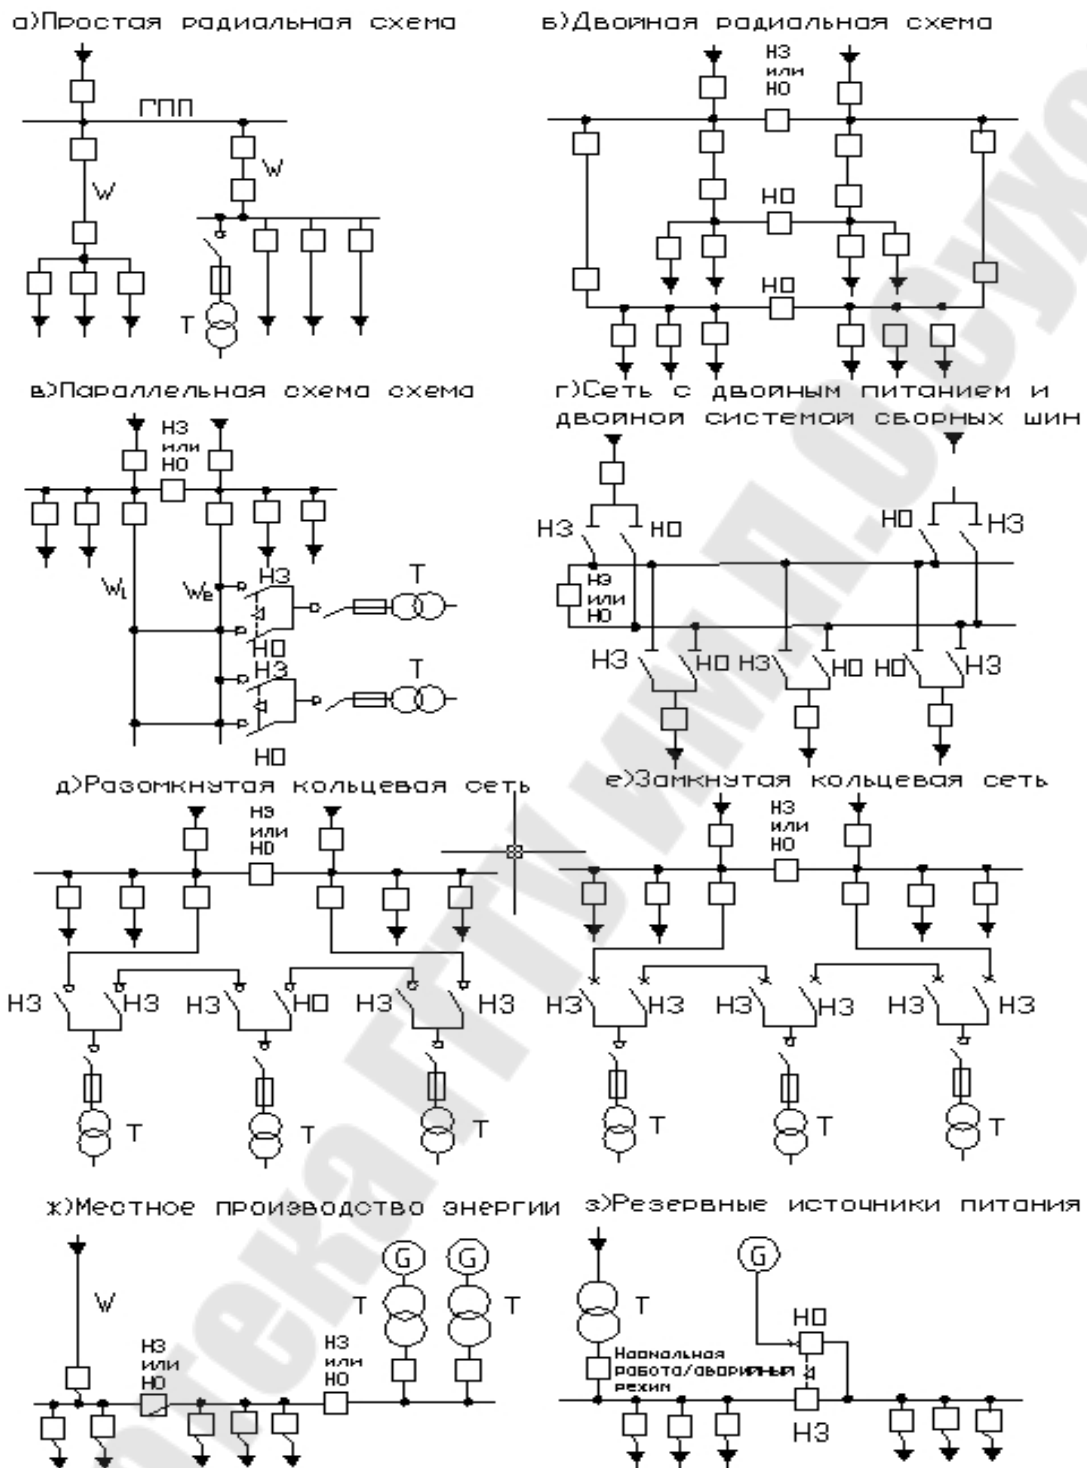 а)Простая радиальная схема
ГПП
W
W
Т
б)Двойная радиальная схема
НЗ
или
НО
НО
НО
в)Параллельная схема схема
НЗ
или
НО
W₁
W₂
НЗ
Т
НО
НЗ
Т
НО
г)Сеть с двойным питанием и
двойной системой сборных шин
НЗ
НО
НО
НЗ
НЗ
или
НО
НЗ
НО
НЗ
НО
НО
НЗ
д)Разомкнутая кольцевая сеть
НЗ
или
НО
НЗ
НЗ
НЗ
НО
НЗ
НЗ
Т
Т
Т
е)Замкнутая кольцевая сеть
НЗ
или
НО
НЗ
НЗ
НЗ
НЗ
НЗ
НЗ
Т
Т
Т
ж)Местное производство энергии
W
G
G
Т
Т
НЗ
или
НО
НЗ
или
НО
з)Резервные источники питания
G
Т
НО
Нормальная
работа/аварийный
режим
НЗ
отека ГГТУ им.П.О.Сухо